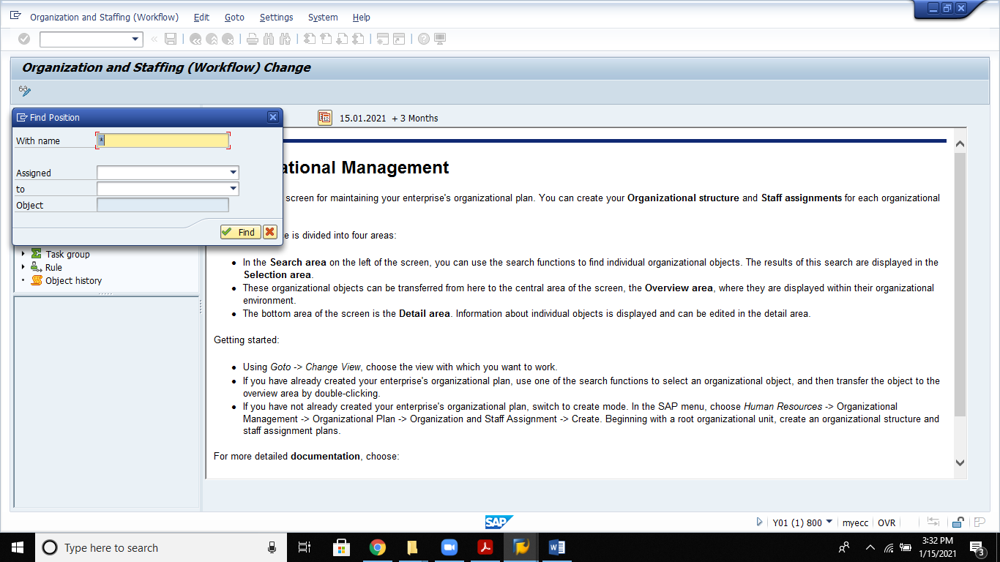 Organization and Staffing (Workflow) Edit Goto Settings System Help
Organization and Staffing (Workflow) Change
Find Position
12 15.01.2021 + 3 Months
With name *
Assigned
to
Object
Find
ational Management
screen for maintaining your enterprise's organizational plan. You can create your Organizational structure and Staff assignments for each organizational
e is divided into four areas:
Task group
Rule
Object history
• In the Search area on the left of the screen, you can use the search functions to find individual organizational objects. The results of this search are displayed in the
Selection area.
• These organizational objects can be transferred from here to the central area of the screen, the Overview area, where they are displayed within their organizational
environment.
• The bottom area of the screen is the Detail area. Information about individual objects is displayed and can be edited in the detail area.
Getting started:
• Using Goto -> Change View, choose the view with which you want to work.
• If you have already created your enterprise's organizational plan, use one of the search functions to select an organizational object, and then transfer the object to the
overview area by double-clicking.
• If you have not already created your enterprise's organizational plan, switch to create mode. In the SAP menu, choose Human Resources -> Organizational
Management -> Organizational Plan -> Organization and Staff Assignment -> Create. Beginning with a root organizational unit, create an organizational structure and
staff assignment plans.
For more detailed documentation, choose:
SAP Y01 (1) 800 myecc OVR
Type here to search
3:32 PM
1/15/2021
3